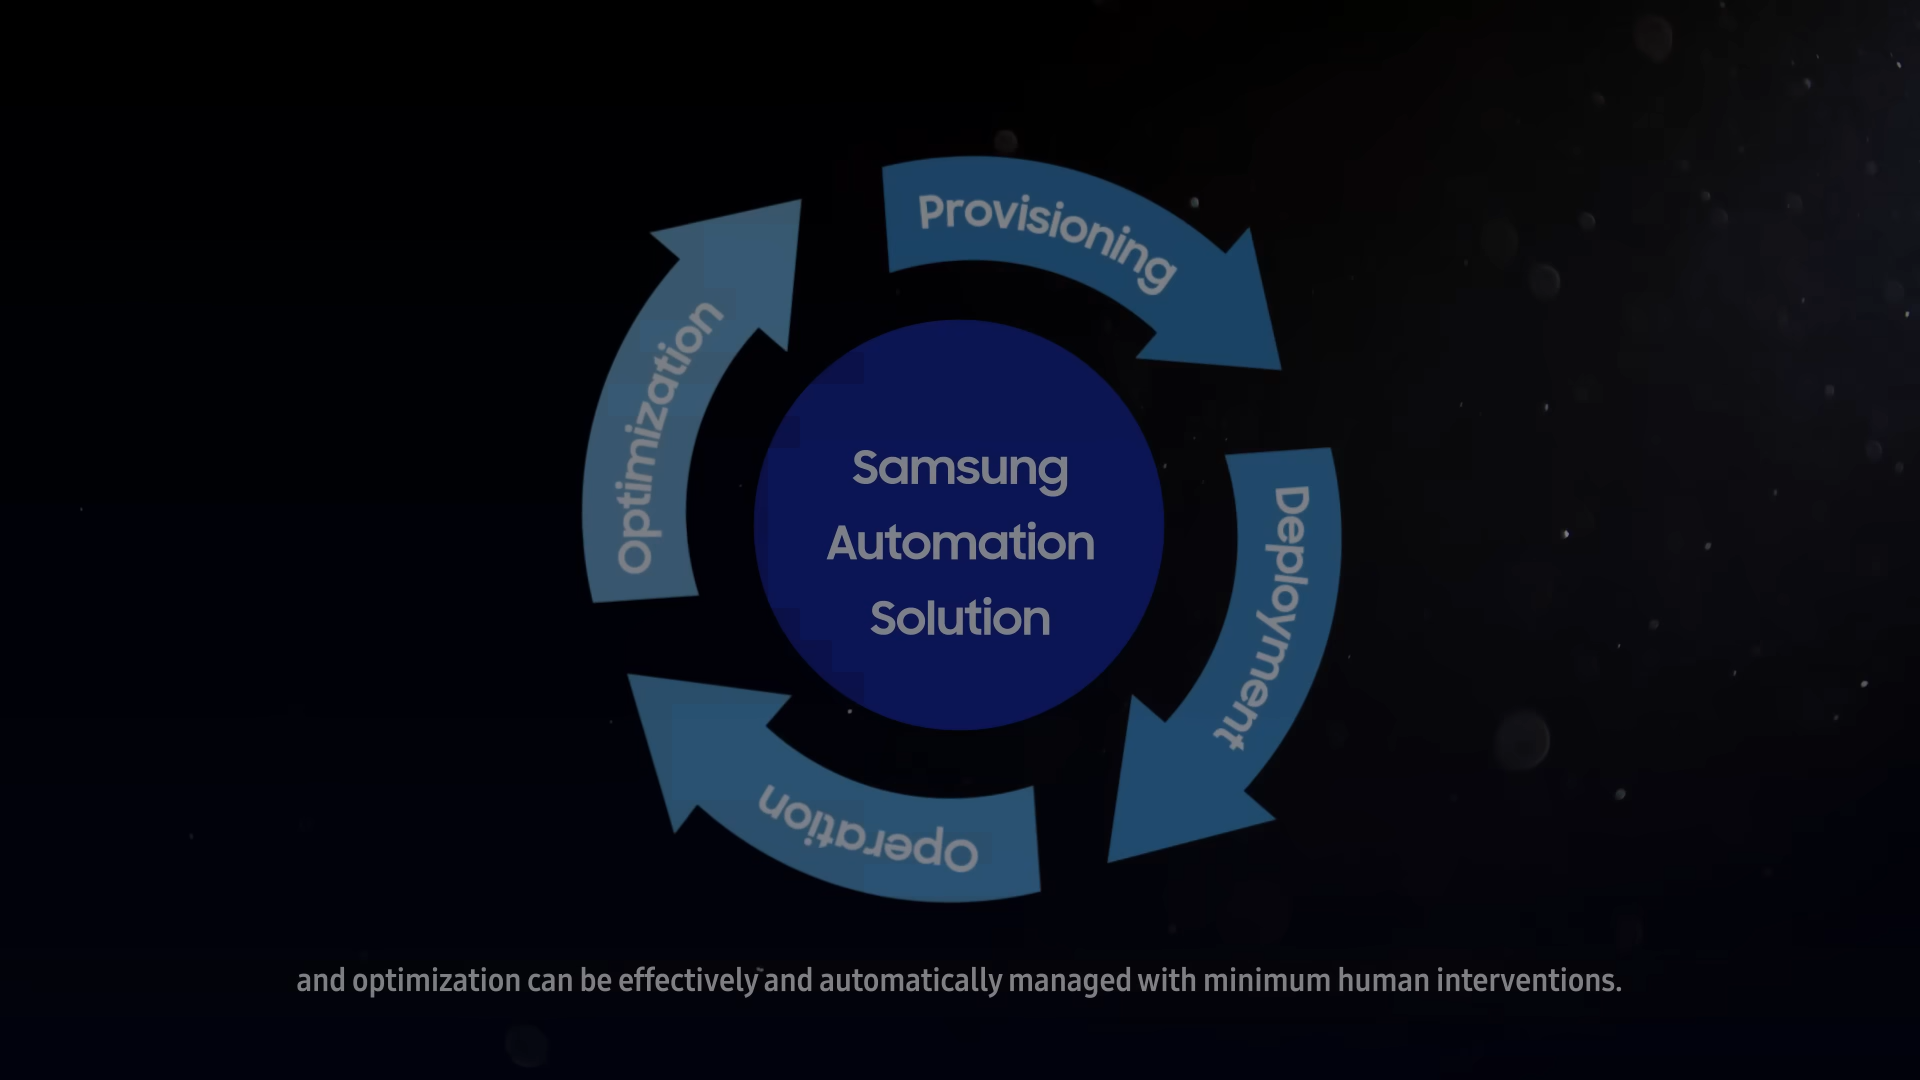 Provisioning
Optimization
Samsung
Automation
Solution
Deployment
Operation
and optimization can be effectively and automatically managed with minimum human interventions.